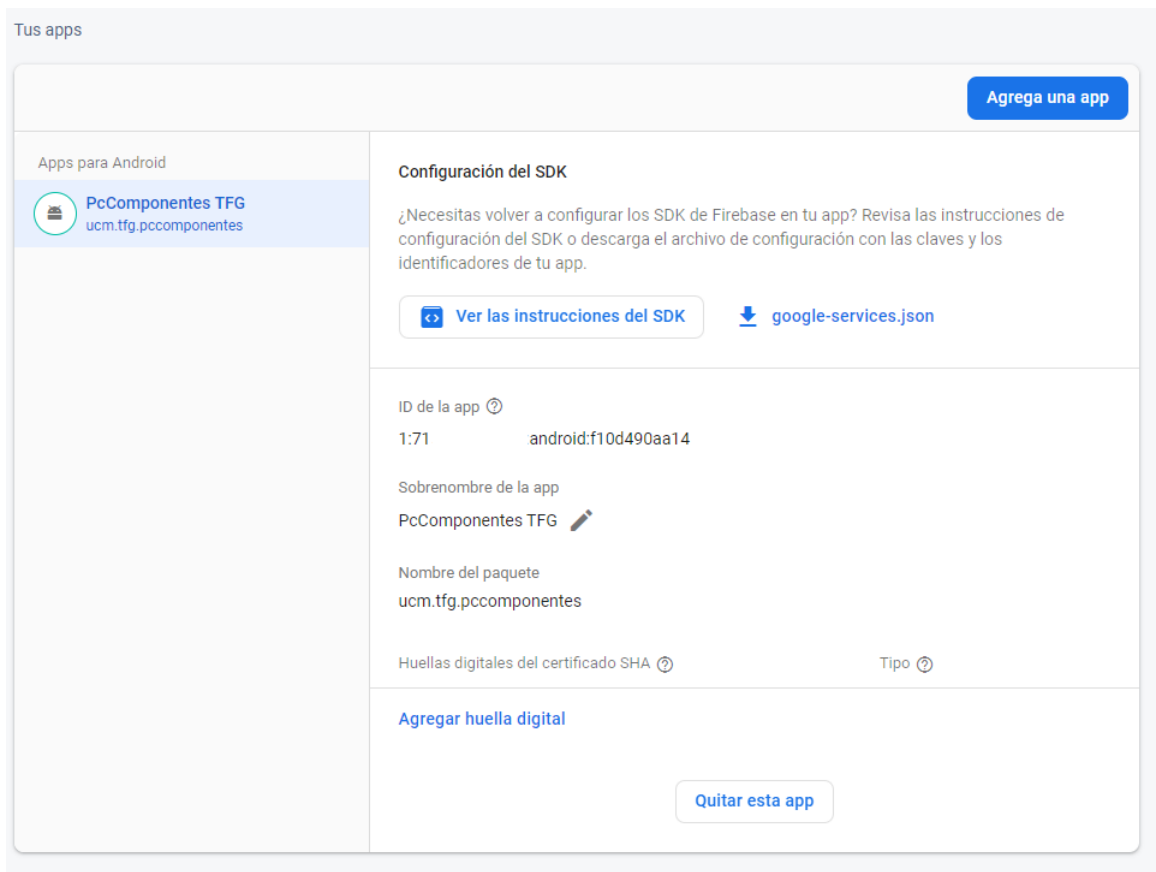 Tus apps
Agrega una app
Apps para Android
PcComponentes TFG
ucm.tfg.pccomponentes
Configuración del SDK
¿Necesitas volver a configurar los SDK de Firebase en tu app? Revisa las instrucciones de
configuración del SDK o descarga el archivo de configuración con las claves y los
identificadores de tu app.
Ver las instrucciones del SDK
google-services.json
ID de la app
1:71 android:f10d490aa14
Sobrenombre de la app
PcComponentes TFG
Nombre del paquete
ucm.tfg.pccomponentes
Huellas digitales del certificado SHA Tipo
Agregar huella digital
Quitar esta app